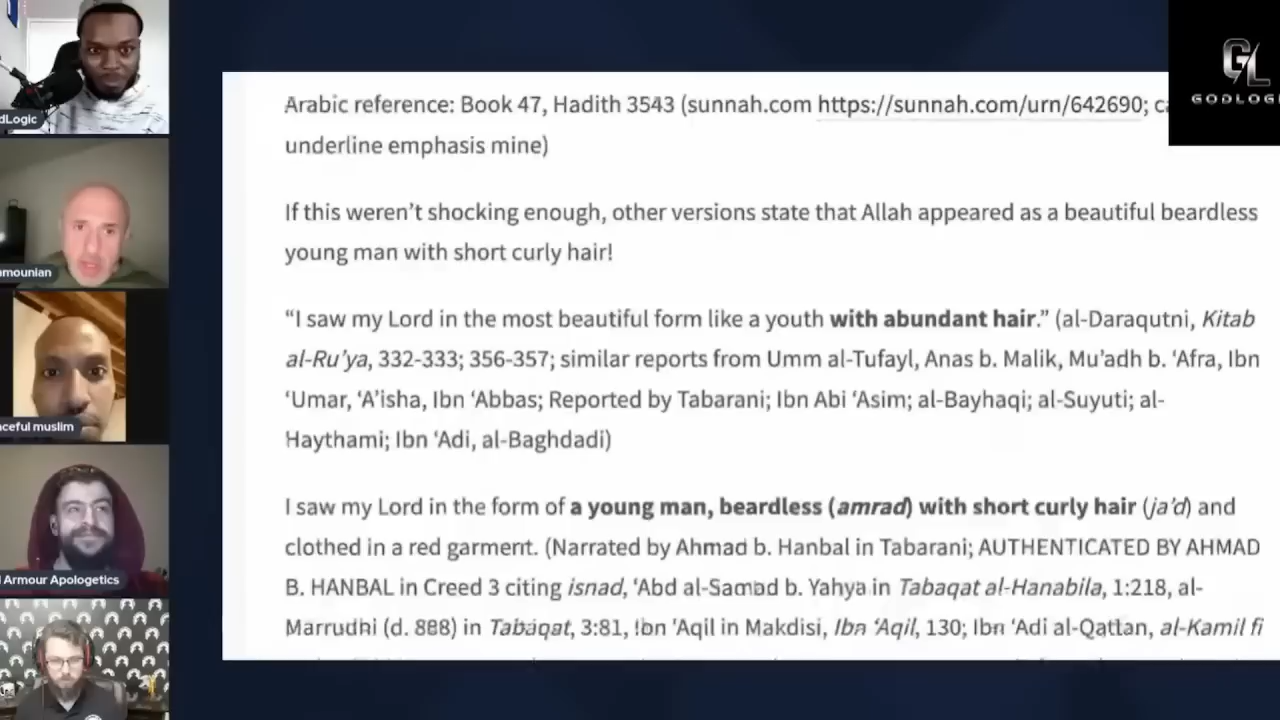 dLogic
mounian
ceful muslim
l Armour Apologetics
GL
GODLOGI
Arabic reference: Book 47, Hadith 3543 (sunnah.com https://sunnah.com/urn/642690; ca
underline emphasis mine)
If this weren’t shocking enough, other versions state that Allah appeared as a beautiful beardless
young man with short curly hair!
“I saw my Lord in the most beautiful form like a youth with abundant hair.” (al-Daraqutni, Kitab
al-Ru’ya, 332-333; 356-357; similar reports from Umm al-Tufayl, Anas b. Malik, Mu’adh b. ‘Afra, Ibn
‘Umar, ‘A’isha, Ibn ‘Abbas; Reported by Tabarani; Ibn Abi ‘Asim; al-Bayhaqi; al-Suyuti; al-
Haythami; Ibn ‘Adi, al-Baghdadi)
I saw my Lord in the form of a young man, beardless (amrad) with short curly hair (ja’d) and
clothed in a red garment. (Narrated by Ahmad b. Hanbal in Tabarani; AUTHENTICATED BY AHMAD
B. HANBAL in Creed 3 citing isnad, ‘Abd al-Samad b. Yahya in Tabaqat al-Hanabila, 1:218, al-
Marrudhi (d. 888) in Tabaqat, 3:81, Ibn ‘Aqil in Makdisi, Ibn ‘Aqil, 130; Ibn ‘Adi al-Qattan, al-Kamil fi